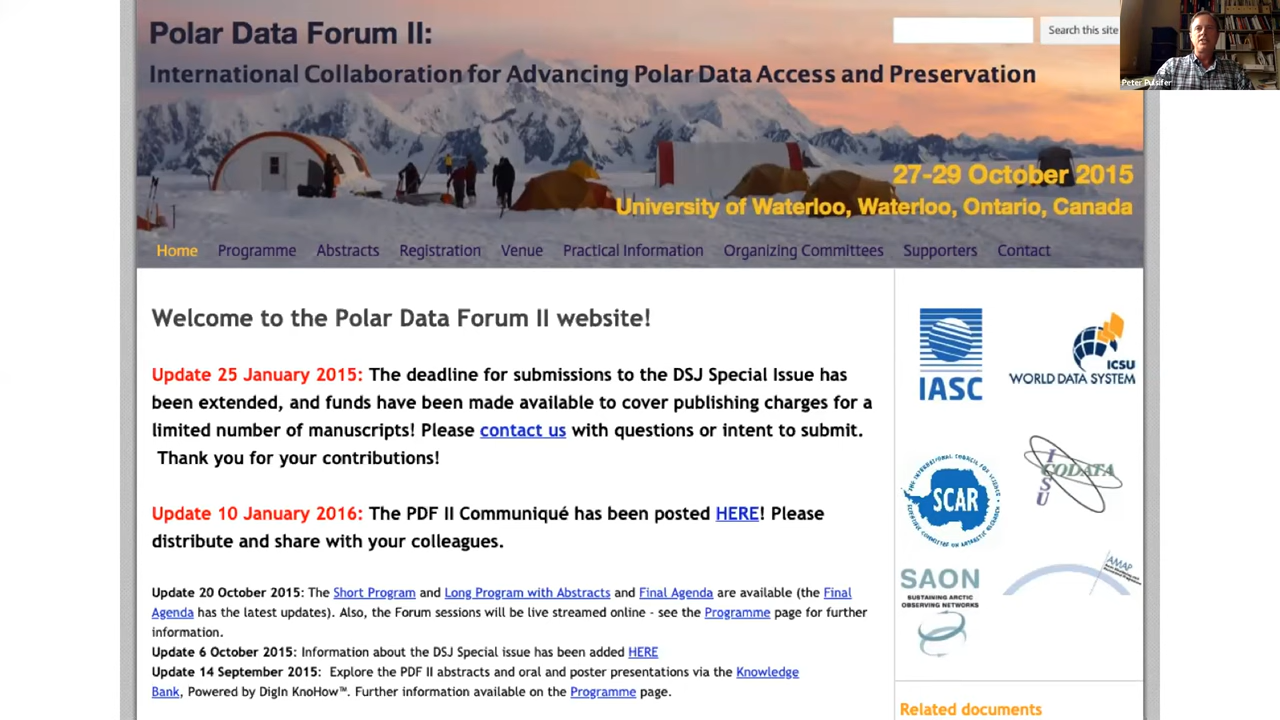 Polar Data Forum II:
Search this site
International Collaboration for Advancing Polar Data Access and Preservation
Peter Pulsifer
27-29 October 2015
University of Waterloo, Waterloo, Ontario, Canada
Home Programme Abstracts Registration Venue Practical Information Organizing Committees Supporters Contact
Welcome to the Polar Data Forum II website!
Update 25 January 2015: The deadline for submissions to the DSJ Special Issue has
been extended, and funds have been made available to cover publishing charges for a
limited number of manuscripts! Please contact us with questions or intent to submit.
Thank you for your contributions!
Update 10 January 2016: The PDF II Communiqué has been posted HERE! Please
distribute and share with your colleagues.
Update 20 October 2015: The Short Program and Long Program with Abstracts and Final Agenda are available (the Final
Agenda has the latest updates). Also, the Forum sessions will be live streamed online - see the Programme page for further
information.
Update 6 October 2015: Information about the DSJ Special issue has been added HERE
Update 14 September 2015: Explore the PDF II abstracts and oral and poster presentations via the Knowledge
Bank, Powered by DigIn KnoHow™. Further information available on the Programme page.
IASC
ICSU
WORLD DATA SYSTEM
THE INTERNATIONAL COUNCIL FOR SCIENCE
SCAR
SCIENTIFIC COMMITTEE ON ANTARCTIC RESEARCH
ICSU
CODATA
SAON
SUSTAINING ARCTIC
OBSERVING NETWORKS
AMAP
Related documents